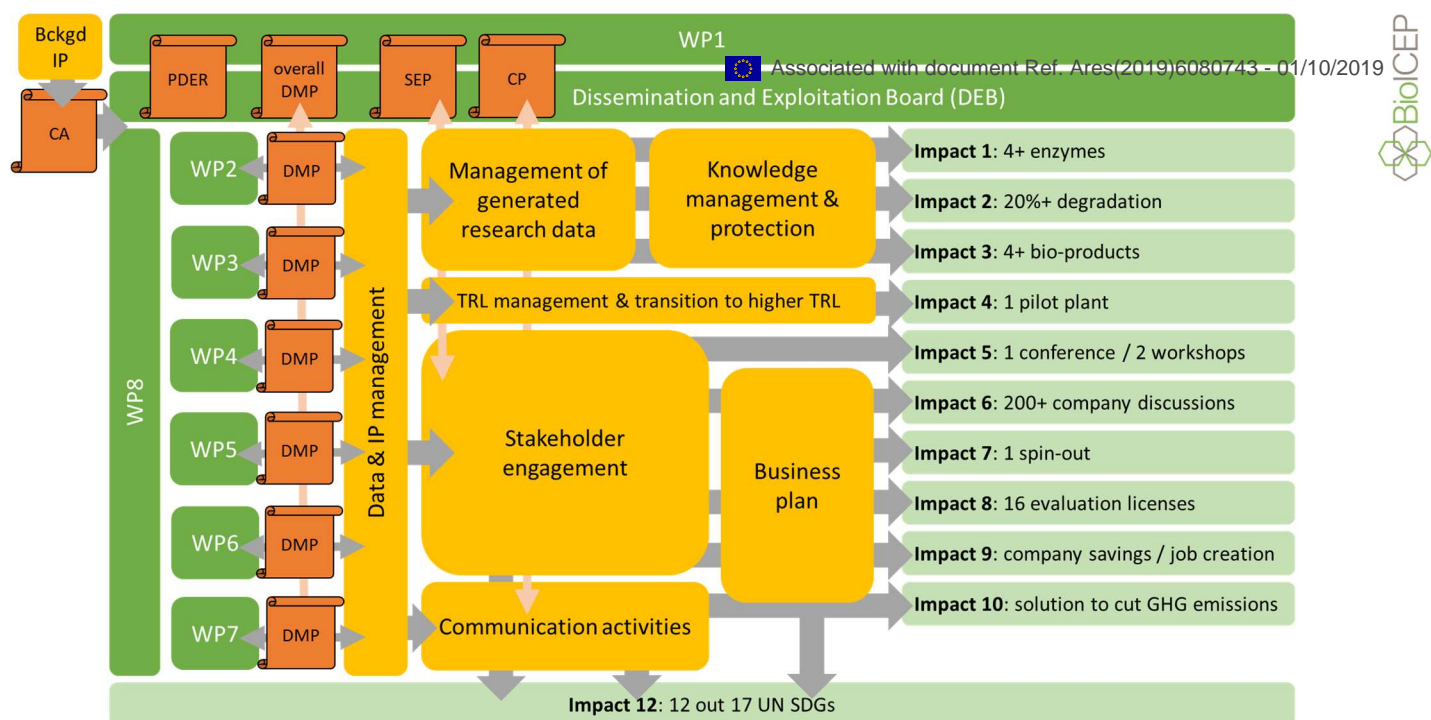 Bckgd
IP
CA
WP1
PDER
overall
DMP
SEP
CP
Associated with document Ref. Ares(2019)6080743 - 01/10/2019
Dissemination and Exploitation Board (DEB)
BioICEP
WP8
WP2
DMP
WP3
DMP
WP4
DMP
WP5
DMP
WP6
DMP
WP7
DMP
Data & IP management
Management of
generated
research data
Knowledge
management &
protection
TRL management & transition to higher TRL
Stakeholder
engagement
Business
plan
Communication activities
Impact 1: 4+ enzymes
Impact 2: 20%+ degradation
Impact 3: 4+ bio-products
Impact 4: 1 pilot plant
Impact 5: 1 conference / 2 workshops
Impact 6: 200+ company discussions
Impact 7: 1 spin-out
Impact 8: 16 evaluation licenses
Impact 9: company savings / job creation
Impact 10: solution to cut GHG emissions
Impact 12: 12 out 17 UN SDGs